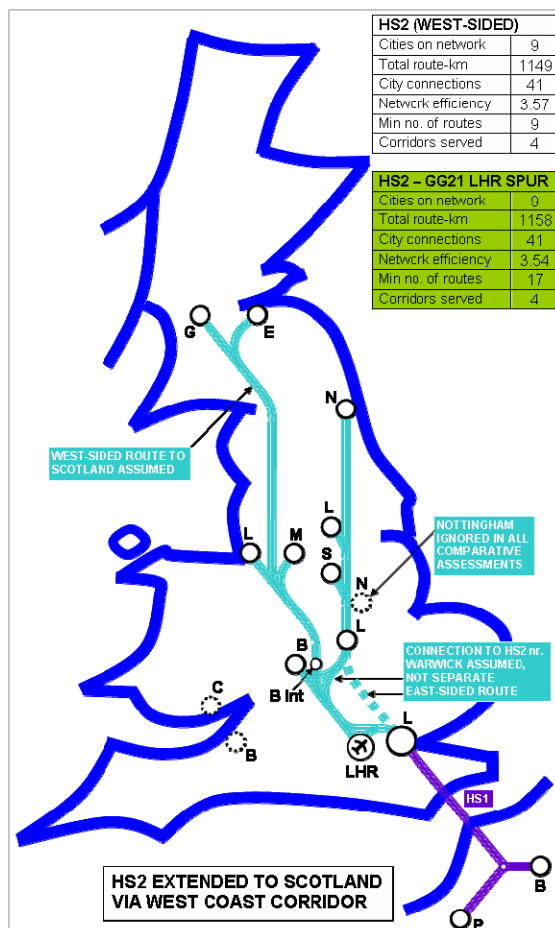 HS2 (WEST-SIDED)
Cities on network 9
Total route-km 1149
City connections 41
Network efficiency 3.57
Min no. of routes 9
Corridors served 4
HS2 – GG21 LHR SPUR
Cities on network 9
Total route-km 1158
City connections 41
Network efficiency 3.54
Min no. of routes 17
Corridors served 4
G
E
N
WEST-SIDED ROUTE TO
SCOTLAND ASSUMED
L
M
L
S
N
NOTTINGHAM
IGNORED IN ALL
COMPARATIVE
ASSESSMENTS
L
B
B Int
CONNECTION TO HS2 nr.
WARWICK ASSUMED,
NOT SEPARATE
EAST-SIDED ROUTE
C
B
L
LHR
HS1
B
P
HS2 EXTENDED TO SCOTLAND
VIA WEST COAST CORRIDOR